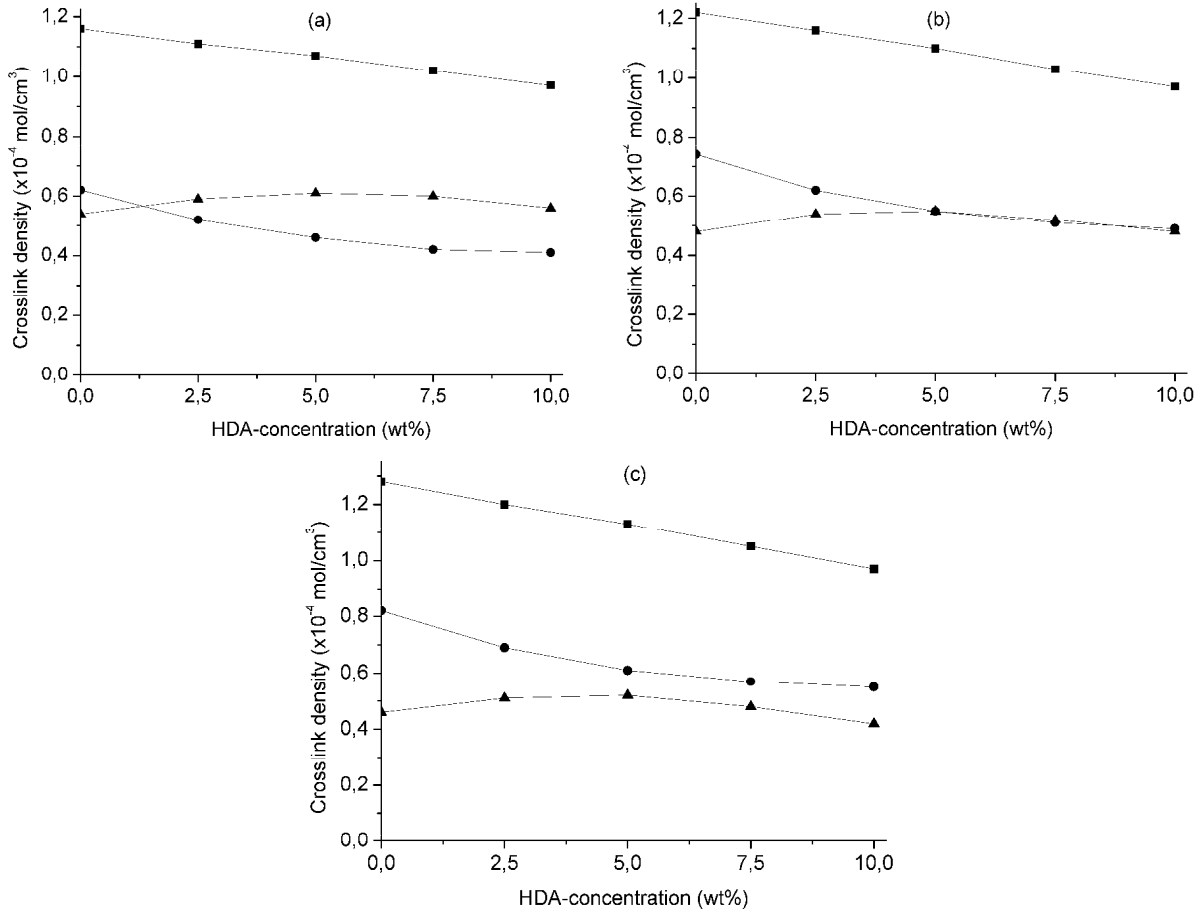 (a)
Crosslink density (x10⁻⁴ mol/cm³)
1,2
1,0
0,8
0,6
0,4
0,2
0,0
0,0 2,5 5,0 7,5 10,0
HDA-concentration (wt%)
(b)
Crosslink density (x10⁻⁴ mol/cm³)
1,2
1,0
0,8
0,6
0,4
0,2
0,0
0,0 2,5 5,0 7,5 10,0
HDA-concentration (wt%)
(c)
Crosslink density (x10⁻⁴ mol/cm³)
1,2
1,0
0,8
0,6
0,4
0,2
0,0
0,0 2,5 5,0 7,5 10,0
HDA-concentration (wt%)